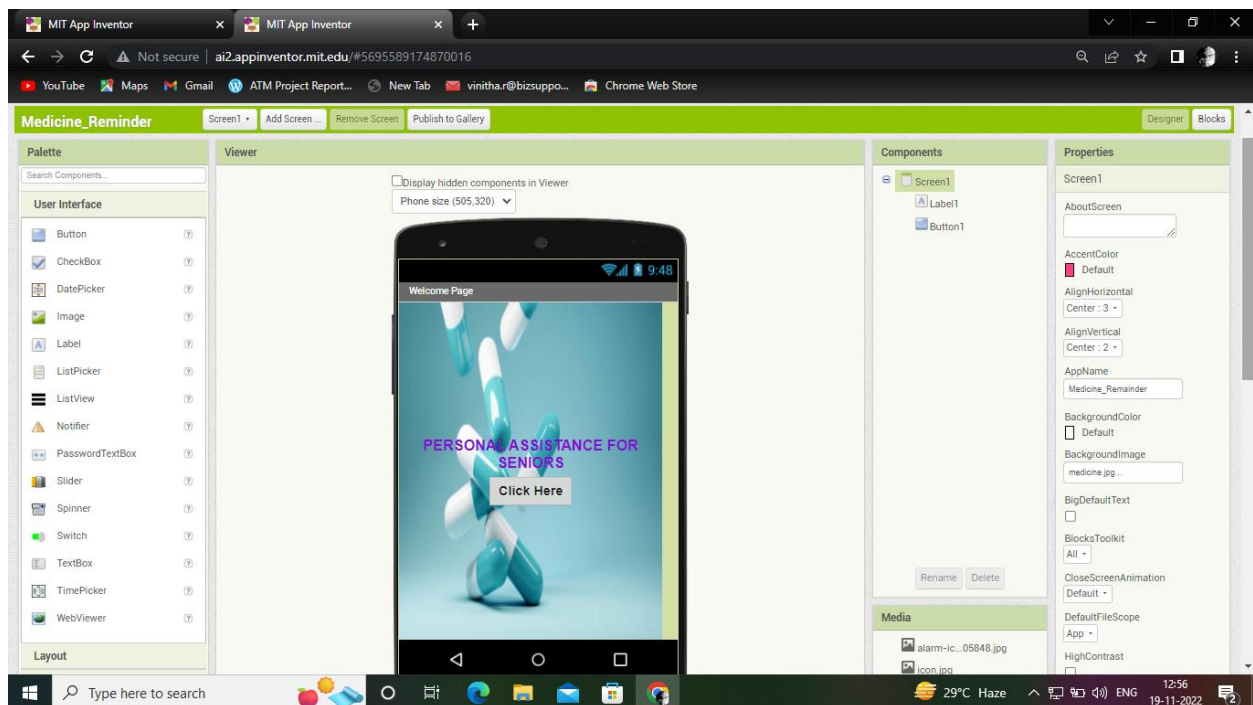 MIT App Inventor
MIT App Inventor
Not secure | ai2.appinventor.mit.edu/#5695589174870016
YouTube Maps Gmail ATM Project Report... New Tab vinitha.r@bizsuppo... Chrome Web Store
Medicine_Reminder Screen1 Add Screen ... Remove Screen Publish to Gallery Designer Blocks
Palette
Search Components...
User Interface
Button
CheckBox
DatePicker
Image
Label
ListPicker
ListView
Notifier
PasswordTextBox
Slider
Spinner
Switch
TextBox
TimePicker
WebViewer
Layout
Viewer
Display hidden components in Viewer
Phone size (505,320)
9:48
Welcome Page
PERSONAL ASSISTANCE FOR
SENIORS
Click Here
Components
Screen1
Label1
Button1
Rename Delete
Media
alarm-ic...05848.jpg
icon.jpg
Properties
Screen1
AboutScreen
AccentColor
Default
AlignHorizontal
Center : 3
AlignVertical
Center : 2
AppName
Medicine_Remainder
BackgroundColor
Default
BackgroundImage
medicine.jpg...
BigDefaultText
BlocksToolkit
All
CloseScreenAnimation
Default
DefaultFileScope
App
HighContrast
Type here to search
29°C Haze
ENG
12:56
19-11-2022
2